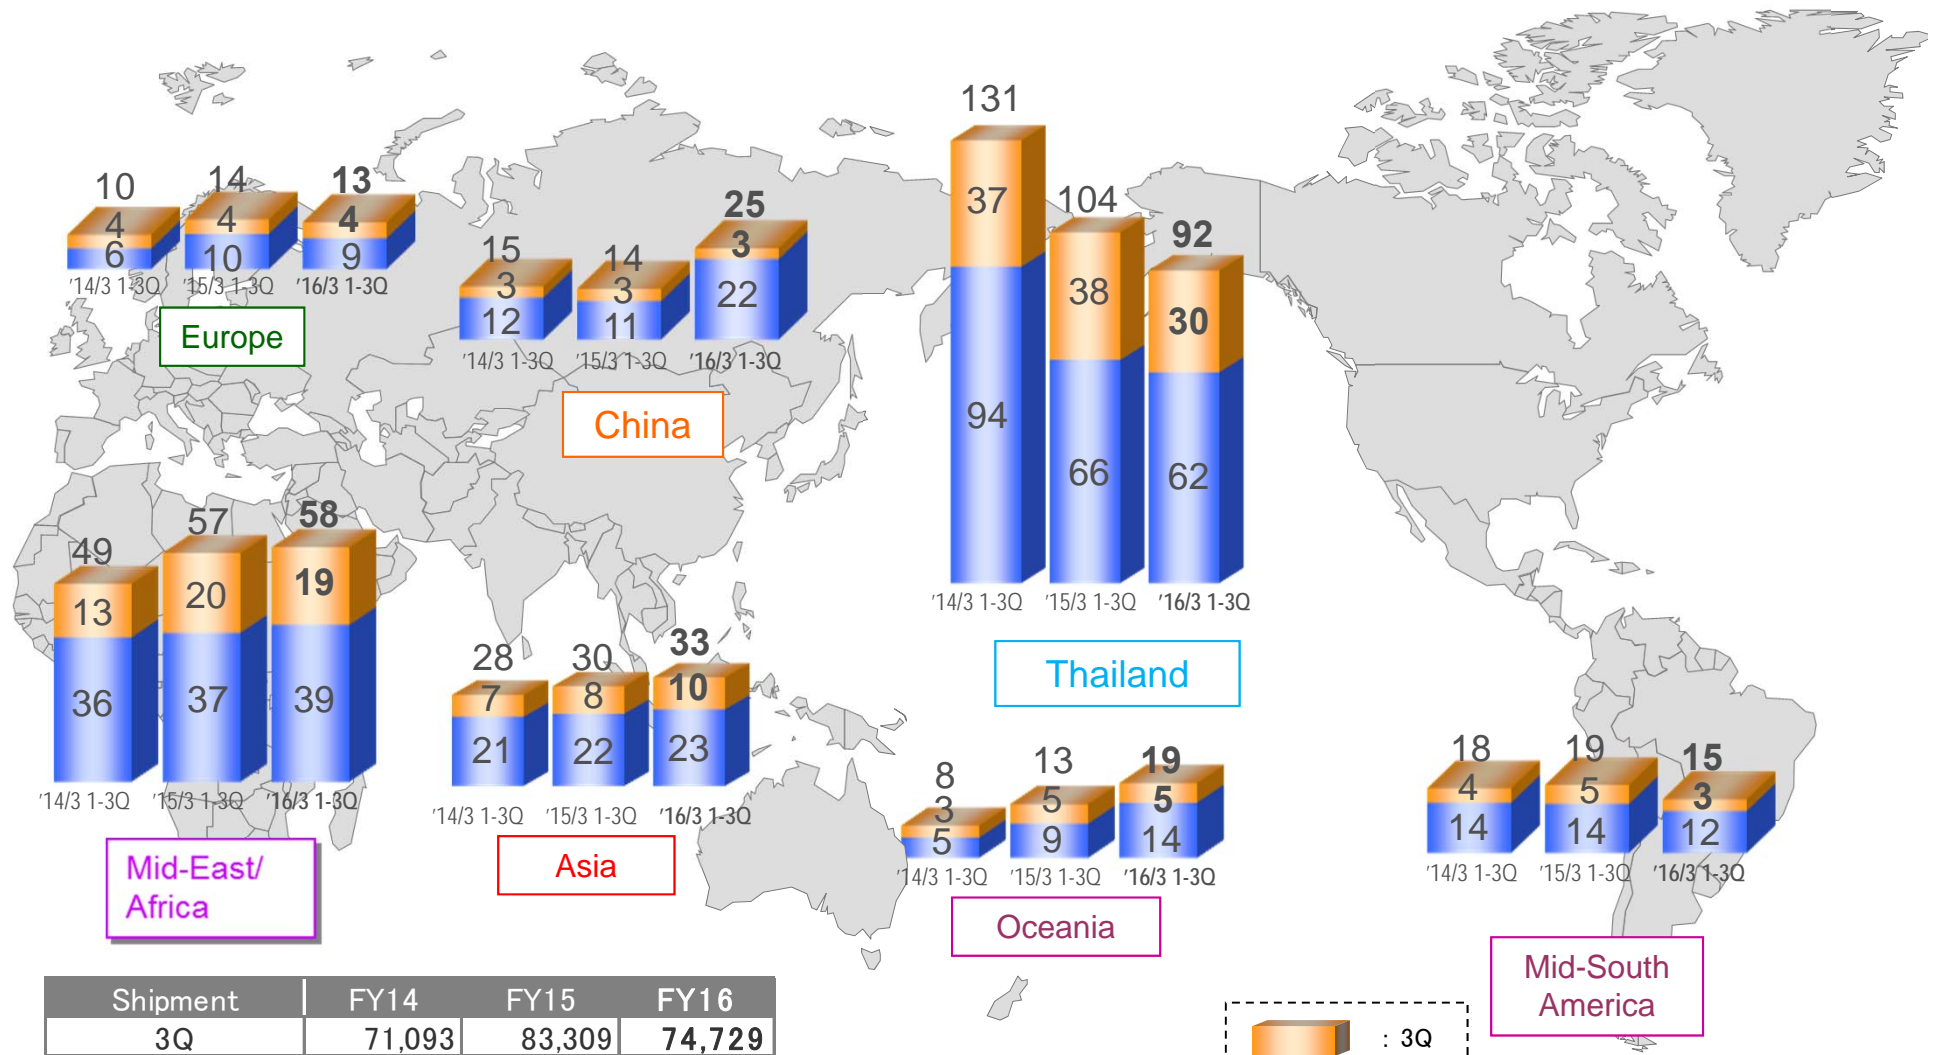 10
14
13
4
4
4
6
10
9
'14/3 1-3Q
'15/3 1-3Q
'16/3 1-3Q
Europe
15
14
25
3
3
3
12
11
22
'14/3 1-3Q
'15/3 1-3Q
'16/3 1-3Q
China
131
104
92
37
38
30
94
66
62
'14/3 1-3Q
'15/3 1-3Q
'16/3 1-3Q
Thailand
49
57
58
13
20
19
36
37
39
'14/3 1-3Q
'15/3 1-3Q
'16/3 1-3Q
Mid-East/
Africa
28
30
33
7
8
10
21
22
23
'14/3 1-3Q
'15/3 1-3Q
'16/3 1-3Q
Asia
8
13
19
3
5
5
5
9
14
'14/3 1-3Q
'15/3 1-3Q
'16/3 1-3Q
Oceania
18
19
15
4
5
3
14
14
12
'14/3 1-3Q
'15/3 1-3Q
'16/3 1-3Q
Mid-South
America
Shipment FY14 FY15 FY16
3Q 71,093 83,309 74,729
: 3Q